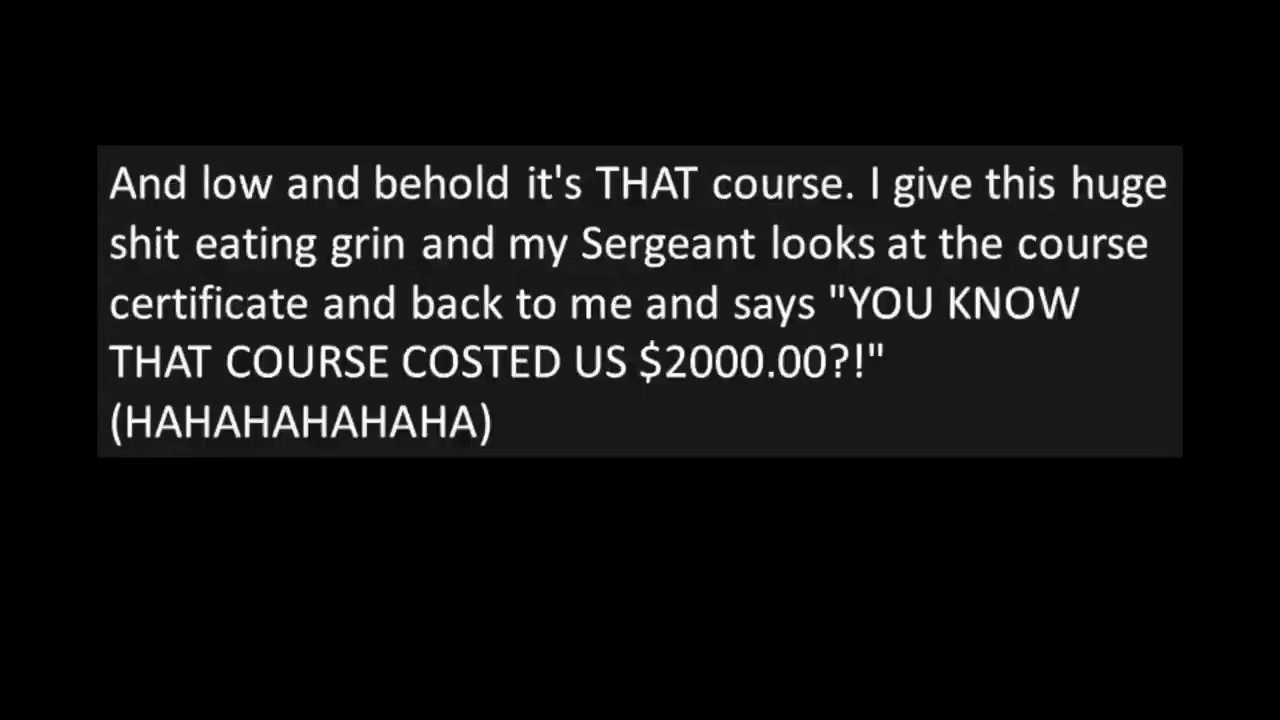 And low and behold it's THAT course. I give this huge
shit eating grin and my Sergeant looks at the course
certificate and back to me and says "YOU KNOW
THAT COURSE COSTED US $2000.00?!"
(HAHAHAHAHAHA)